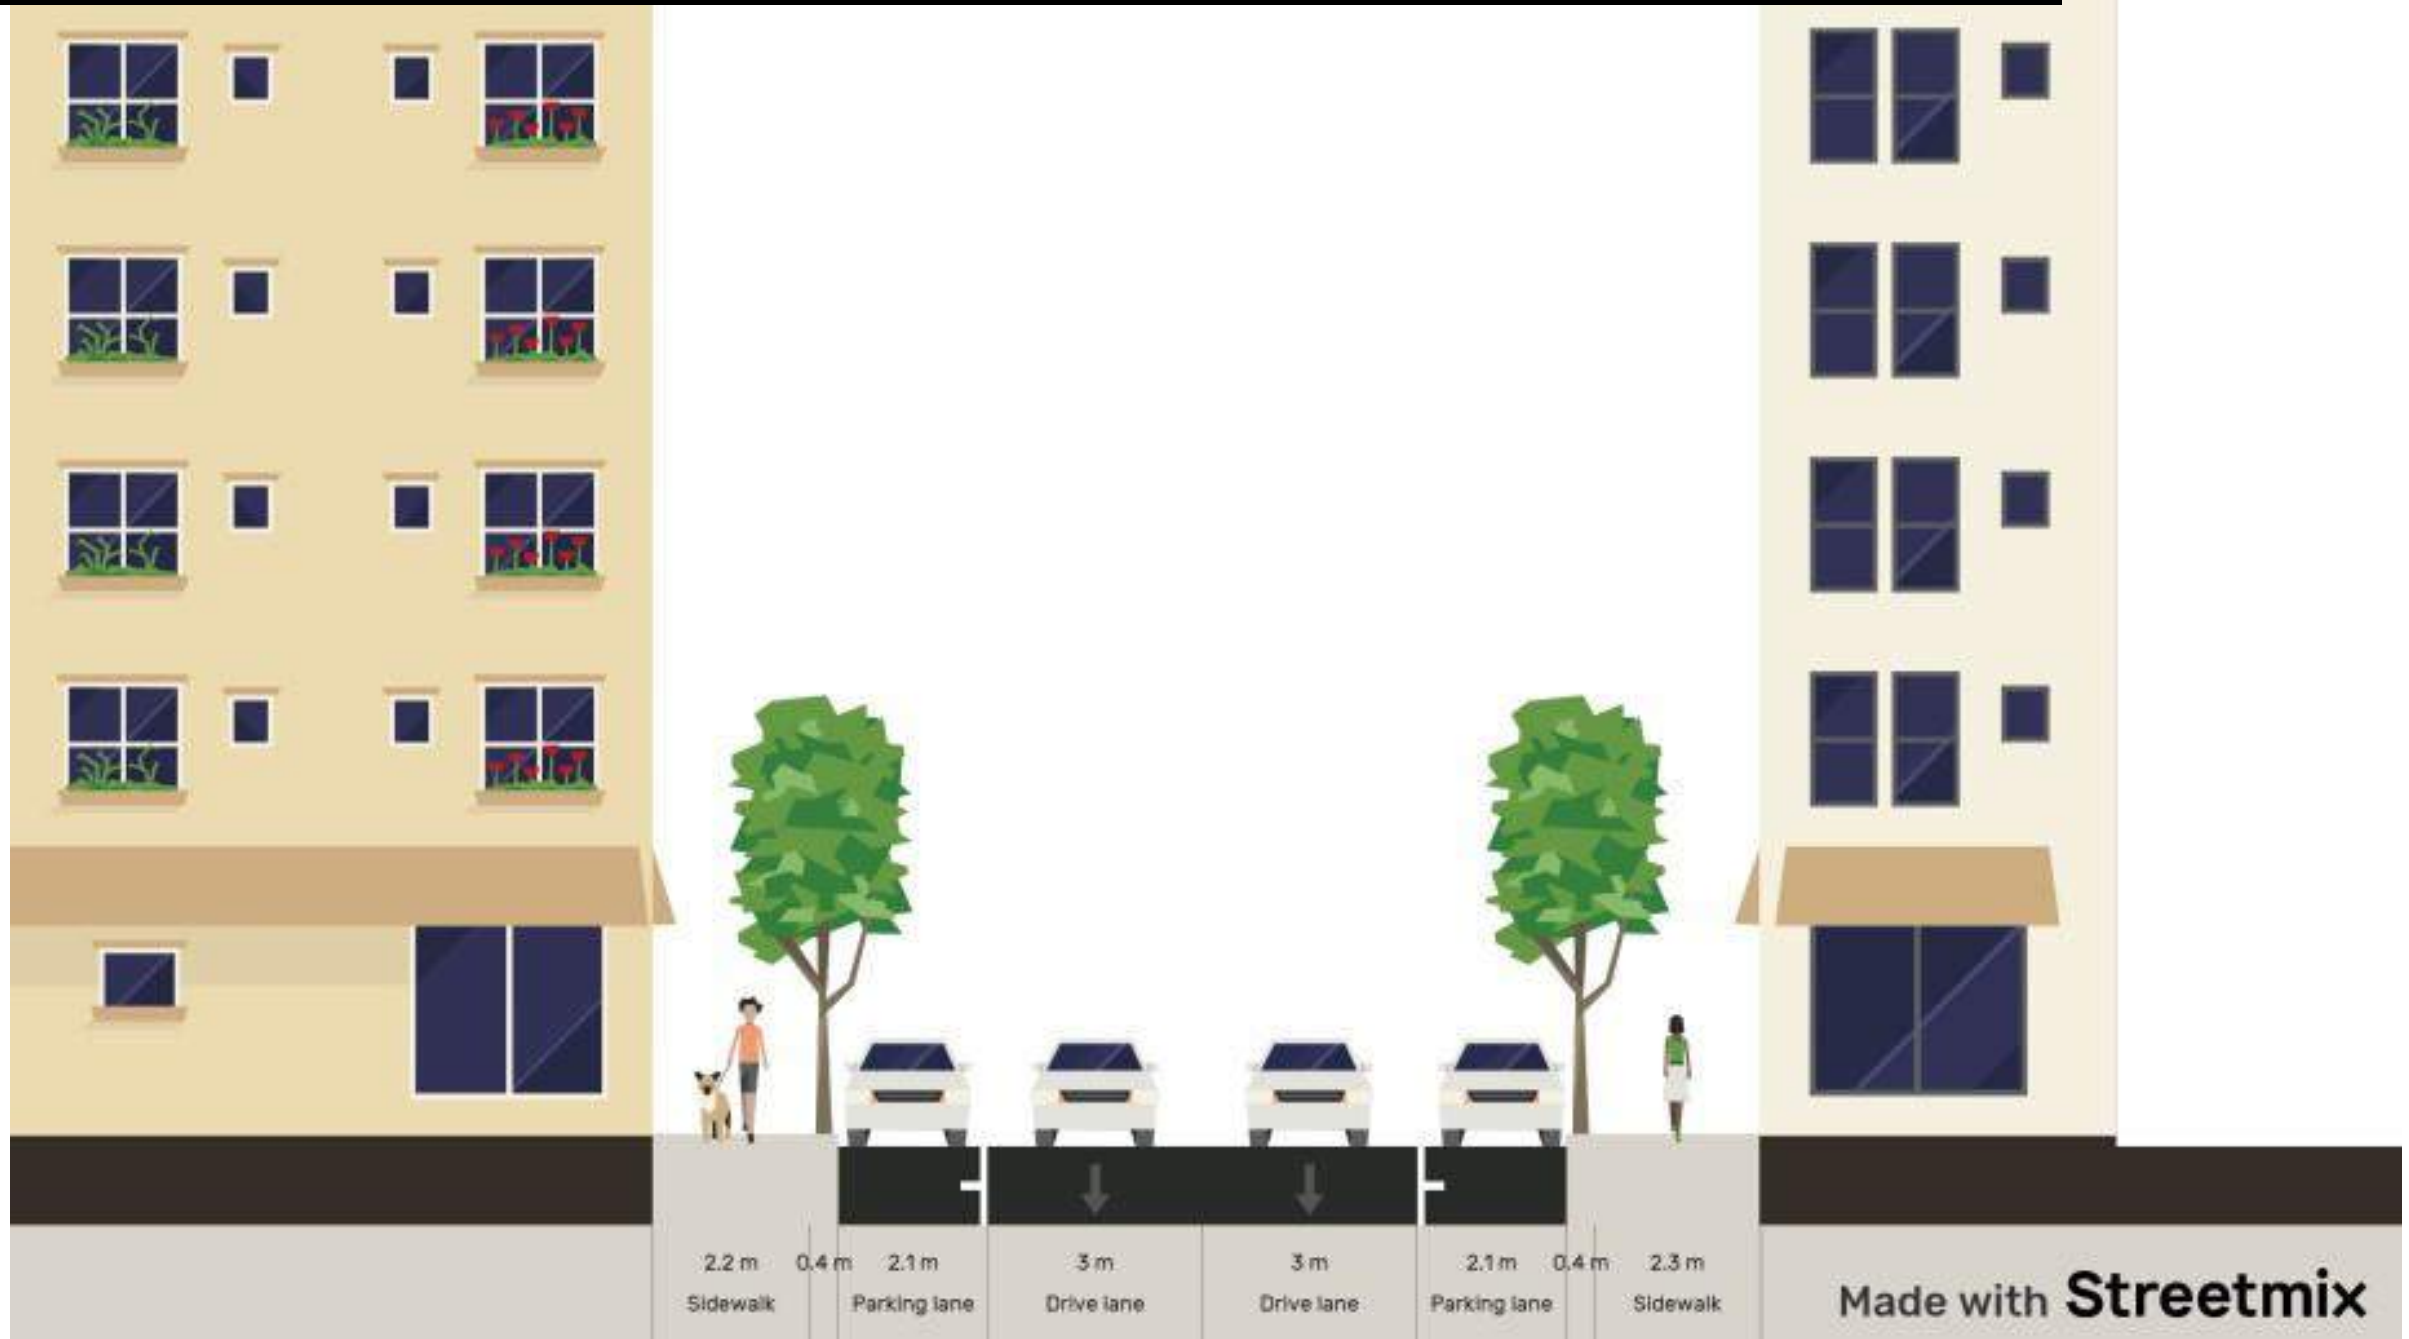 2.2 m 0.4 m 2.1 m 3 m 3 m 2.1 m 0.4 m 2.3 m
Sidewalk Parking lane Drive lane Drive lane Parking lane Sidewalk
Made with Streetmix